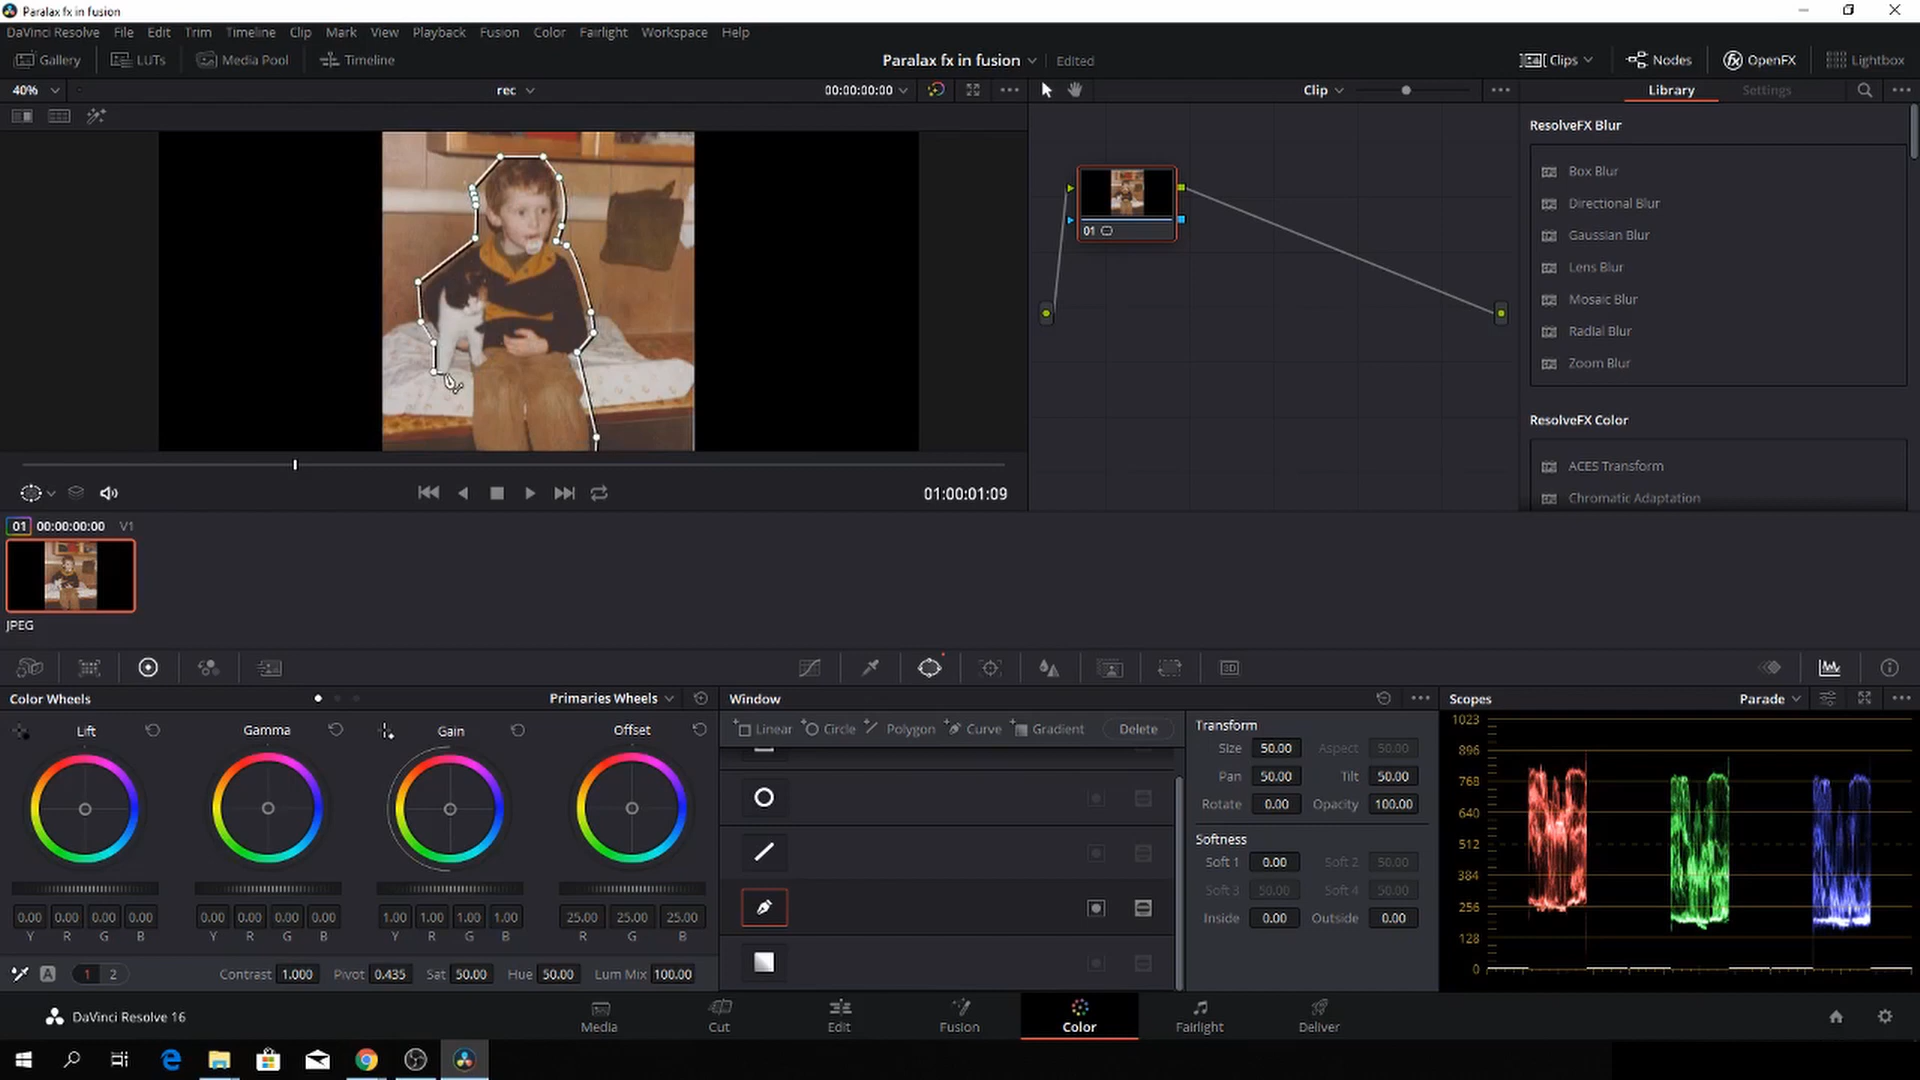 Paralax fx in fusion
DaVinci Resolve File Edit Trim Timeline Clip Mark View Playback Fusion Color Fairlight Workspace Help
Gallery LUTs Media Pool Timeline Paralax fx in fusion Edited Clips Nodes OpenFX Lightbox
40% rec 00:00:00:00 Clip Library Settings
ResolveFX Blur
Box Blur
Directional Blur
Gaussian Blur
Lens Blur
Mosaic Blur
Radial Blur
Zoom Blur
01
ResolveFX Color
ACES Transform
Chromatic Adaptation
01:00:01:09
01 00:00:00:00 V1
JPEG
Color Wheels Primaries Wheels Window Scopes Parade
Lift Gamma Gain Offset
Linear Circle Polygon Curve Gradient Delete
Transform
Size 50.00 Aspect 50.00
Pan 50.00 Tilt 50.00
Rotate 0.00 Opacity 100.00
Softness
Soft 1 0.00 Soft 2 50.00
Soft 3 50.00 Soft 4 50.00
Inside 0.00 Outside 0.00
1023
896
768
640
512
384
256
128
0
0.00 0.00 0.00 0.00 0.00 0.00 0.00 0.00 1.00 1.00 1.00 1.00 25.00 25.00 25.00
Y R G B Y R G B Y R G B R G B
A 1 2 Contrast 1.000 Pivot 0.435 Sat 50.00 Hue 50.00 Lum Mix 100.00
DaVinci Resolve 16 Media Cut Edit Fusion Color Fairlight Deliver